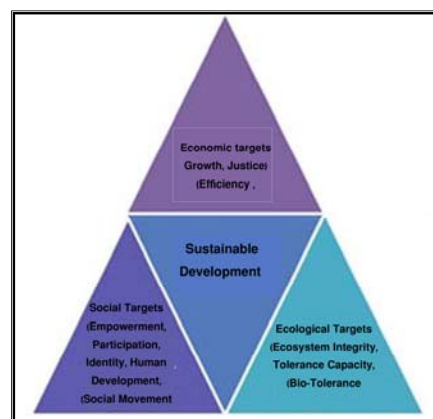 Economic targets
Growth, Justice)
(Efficiency ,
Sustainable
Development
Social Targets
(Empowerment,
Participation,
Identity, Human
Development,
(Social Movement
Ecological Targets
(Ecosystem Integrity,
Tolerance Capacity,
(Bio-Tolerance